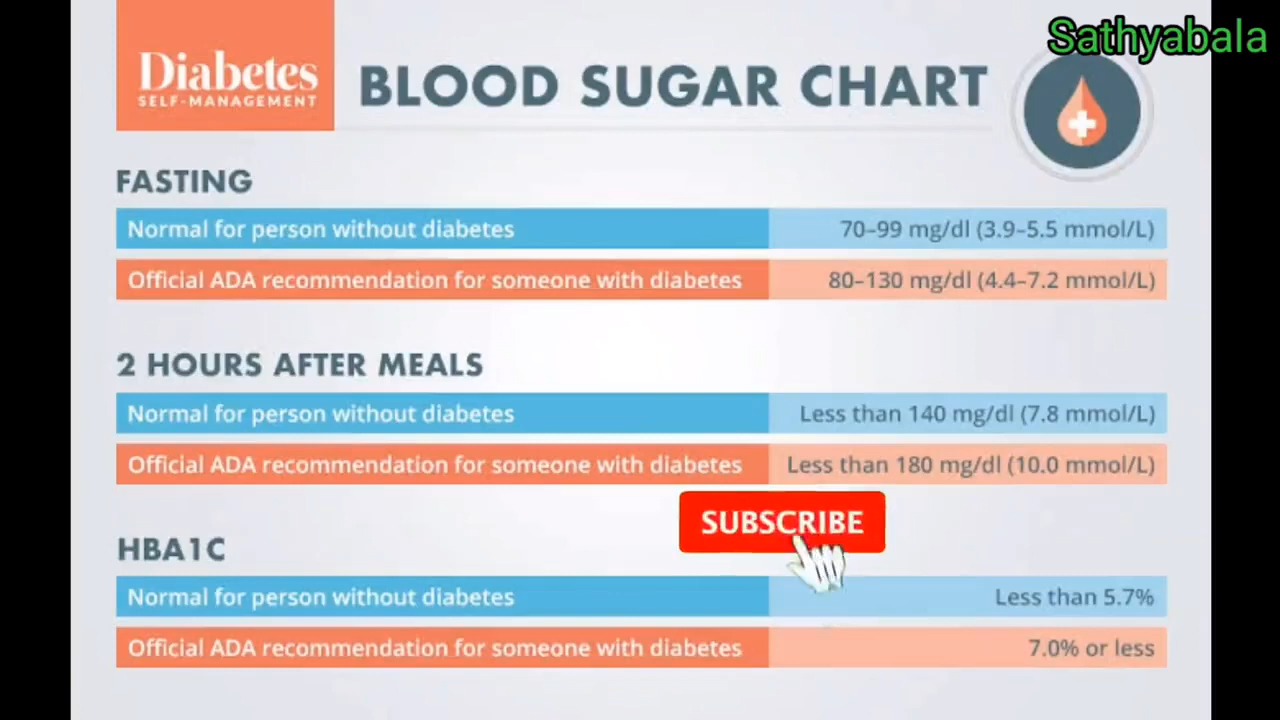 Sathyabala
Diabetes
SELF-MANAGEMENT
BLOOD SUGAR CHART
FASTING
Normal for person without diabetes 70–99 mg/dl (3.9–5.5 mmol/L)
Official ADA recommendation for someone with diabetes 80–130 mg/dl (4.4–7.2 mmol/L)
2 HOURS AFTER MEALS
Normal for person without diabetes Less than 140 mg/dl (7.8 mmol/L)
Official ADA recommendation for someone with diabetes Less than 180 mg/dl (10.0 mmol/L)
SUBSCRIBE
HBA1C
Normal for person without diabetes Less than 5.7%
Official ADA recommendation for someone with diabetes 7.0% or less